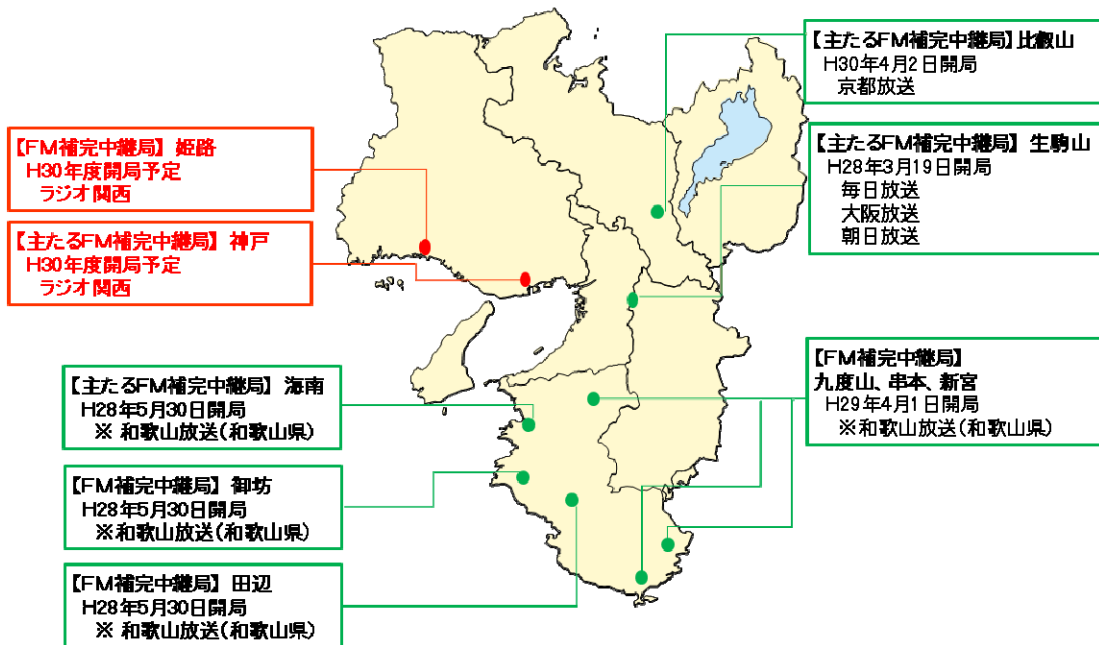 【主たるFM補完中継局】比叡山
H30年4月2日開局
京都放送
【FM補完中継局】 姫路
H30年度開局予定
ラジオ関西
【主たるFM補完中継局】 生駒山
H28年3月19日開局
毎日放送
大阪放送
朝日放送
【主たるFM補完中継局】 神戸
H30年度開局予定
ラジオ関西
【FM補完中継局】
九度山、串本、新宮
H29年4月1日開局
※和歌山放送(和歌山県)
【主たるFM補完中継局】 海南
H28年5月30日開局
※ 和歌山放送(和歌山県)
【FM補完中継局】 御坊
H28年5月30日開局
※和歌山放送(和歌山県)
【FM補完中継局】 田辺
H28年5月30日開局
※ 和歌山放送(和歌山県)